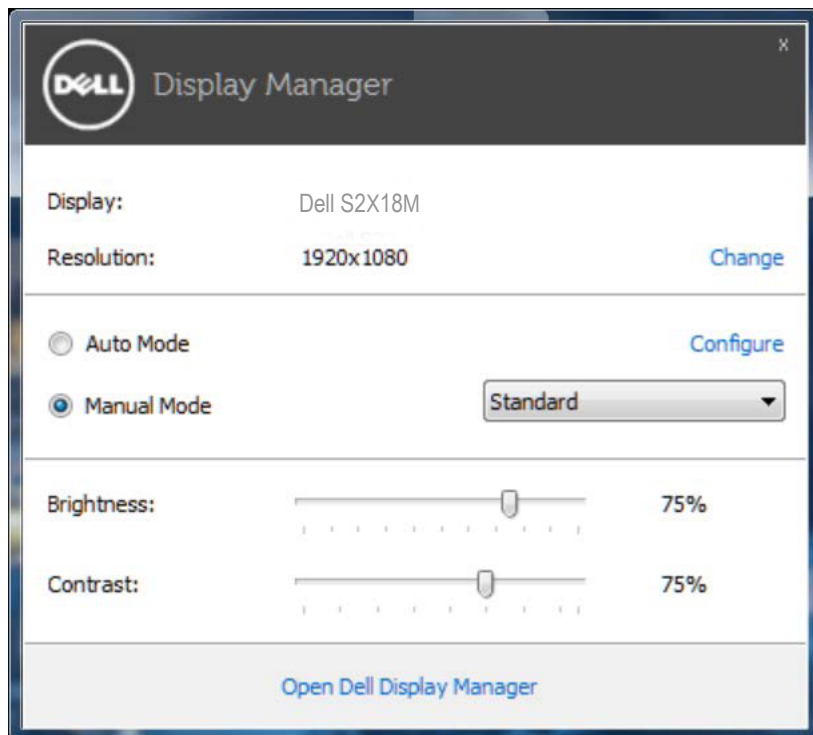 DELL Display Manager
x
Display: Dell S2X18M
Resolution: 1920x1080 Change
Auto Mode Configure
Manual Mode Standard
Brightness: 75%
Contrast: 75%
Open Dell Display Manager